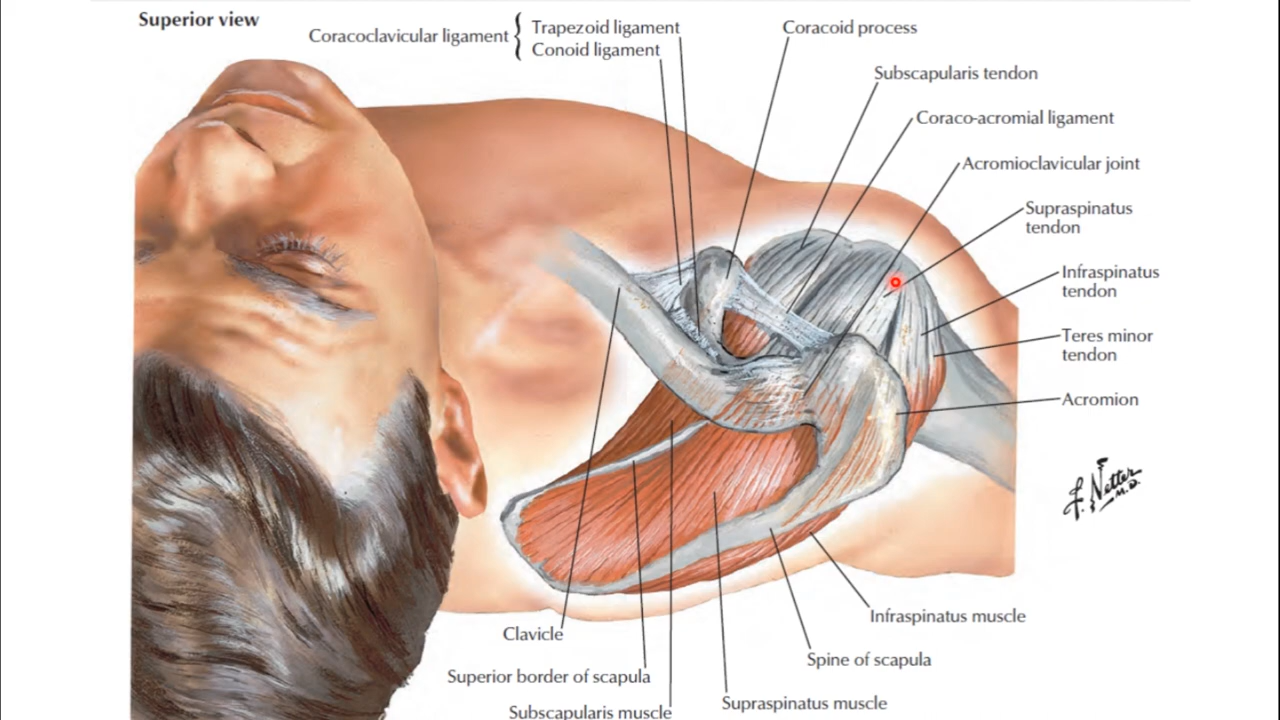 Superior view
Coracoclavicular ligament
Trapezoid ligament
Conoid ligament
Coracoid process
Subscapularis tendon
Coraco-acromial ligament
Acromioclavicular joint
Supraspinatus
tendon
Infraspinatus
tendon
Teres minor
tendon
Acromion
F. Netter
M.D.
Infraspinatus muscle
Spine of scapula
Supraspinatus muscle
Clavicle
Superior border of scapula
Subscapularis muscle